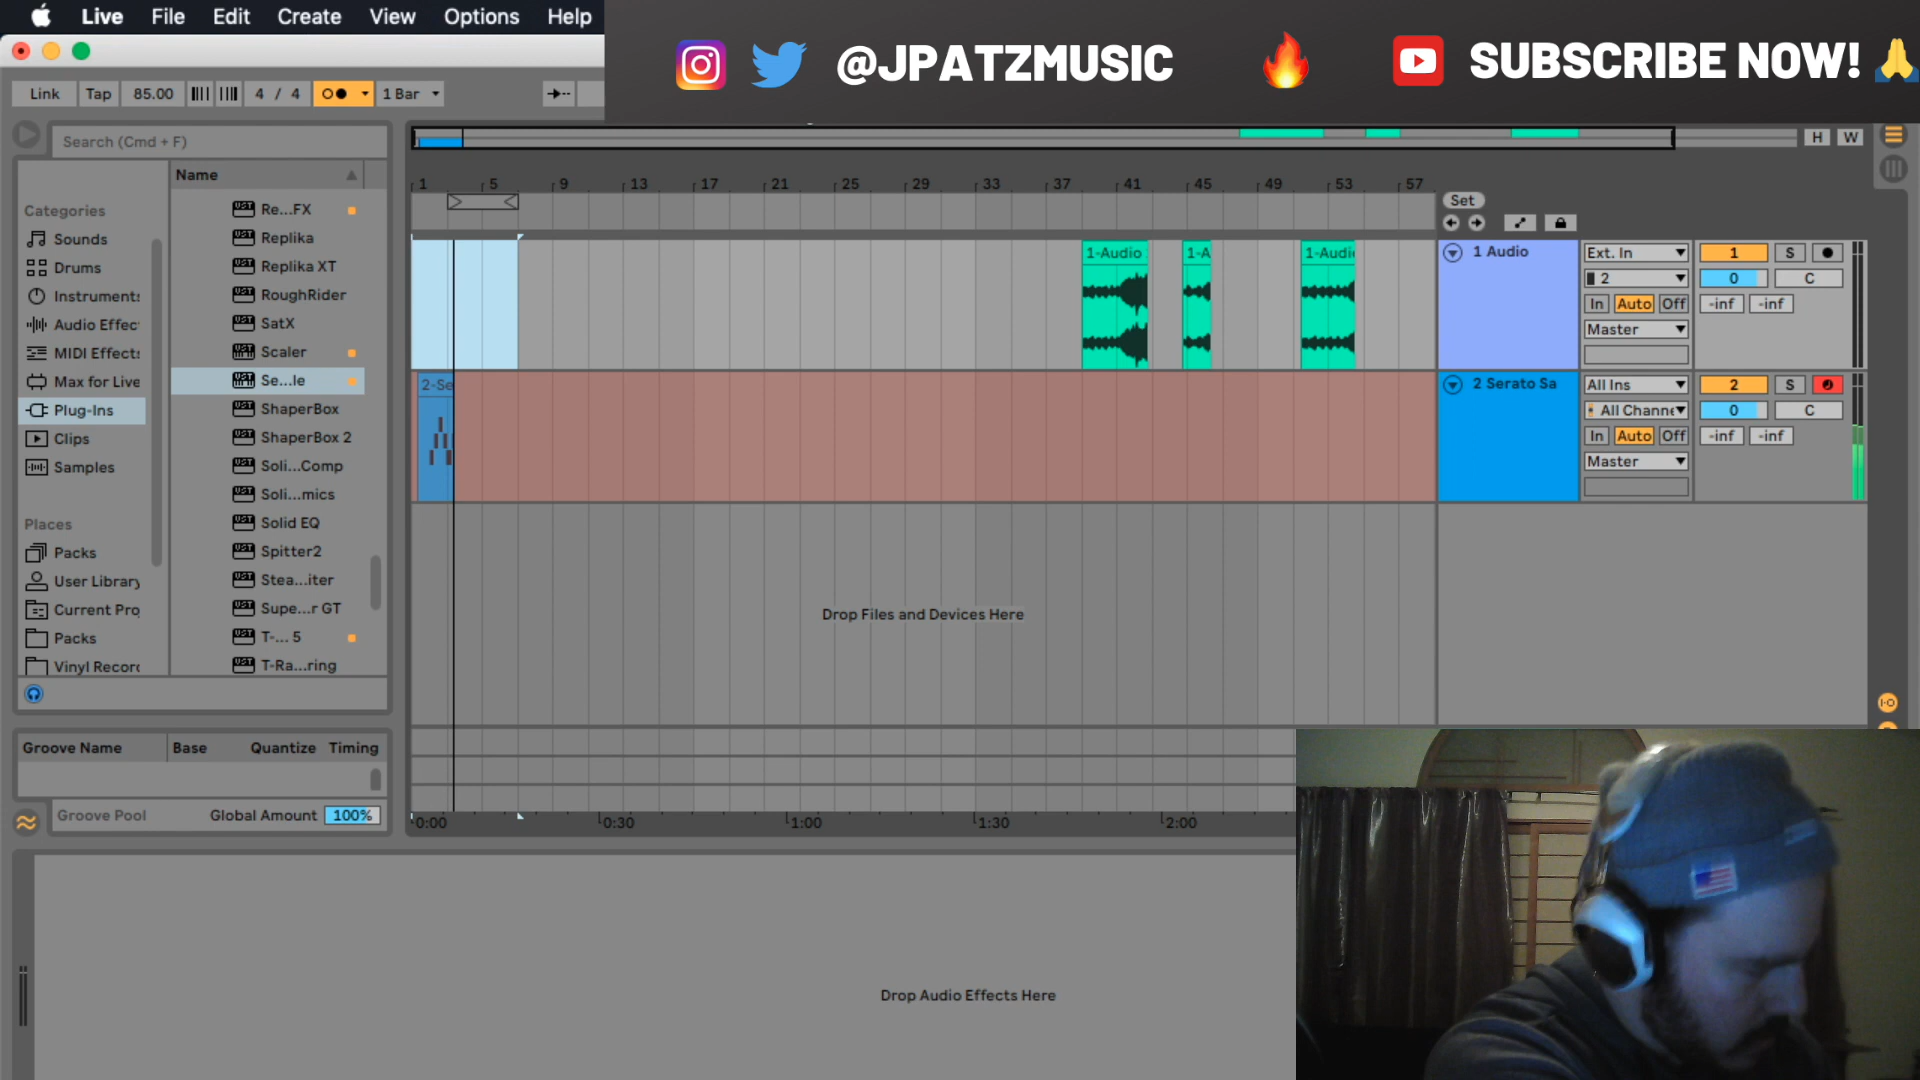 Live File Edit Create View Options Help
@JPATZMUSIC SUBSCRIBE NOW!
Link Tap 85.00 4 / 4 1 Bar
Search (Cmd + F)
H W
Name
Categories
Sounds
Drums
Instruments
Audio Effec
MIDI Effects
Max for Live
Plug-Ins
Clips
Samples
Places
Packs
User Library
Current Pro
Packs
Vinyl Record
Re...FX
Replika
Replika XT
RoughRider
SatX
Scaler
Se...le
ShaperBox
ShaperBox 2
Soli...Comp
Soli...mics
Solid EQ
Spitter2
Stea...iter
Supe...r GT
T-... 5
T-Ra...ring
1 5 9 13 17 21 25 29 33 37 41 45 49 53 57
Set
1-Audio 1-A 1-Audi
1 Audio Ext. In 1 S
2 0 C
In Auto Off -inf -inf
Master
2-Se
2 Serato Sa All Ins 2 S
All Channe 0 C
In Auto Off -inf -inf
Master
Drop Files and Devices Here
Groove Name Base Quantize Timing
Groove Pool Global Amount 100%
0:00 0:30 1:00 1:30 2:00
Drop Audio Effects Here